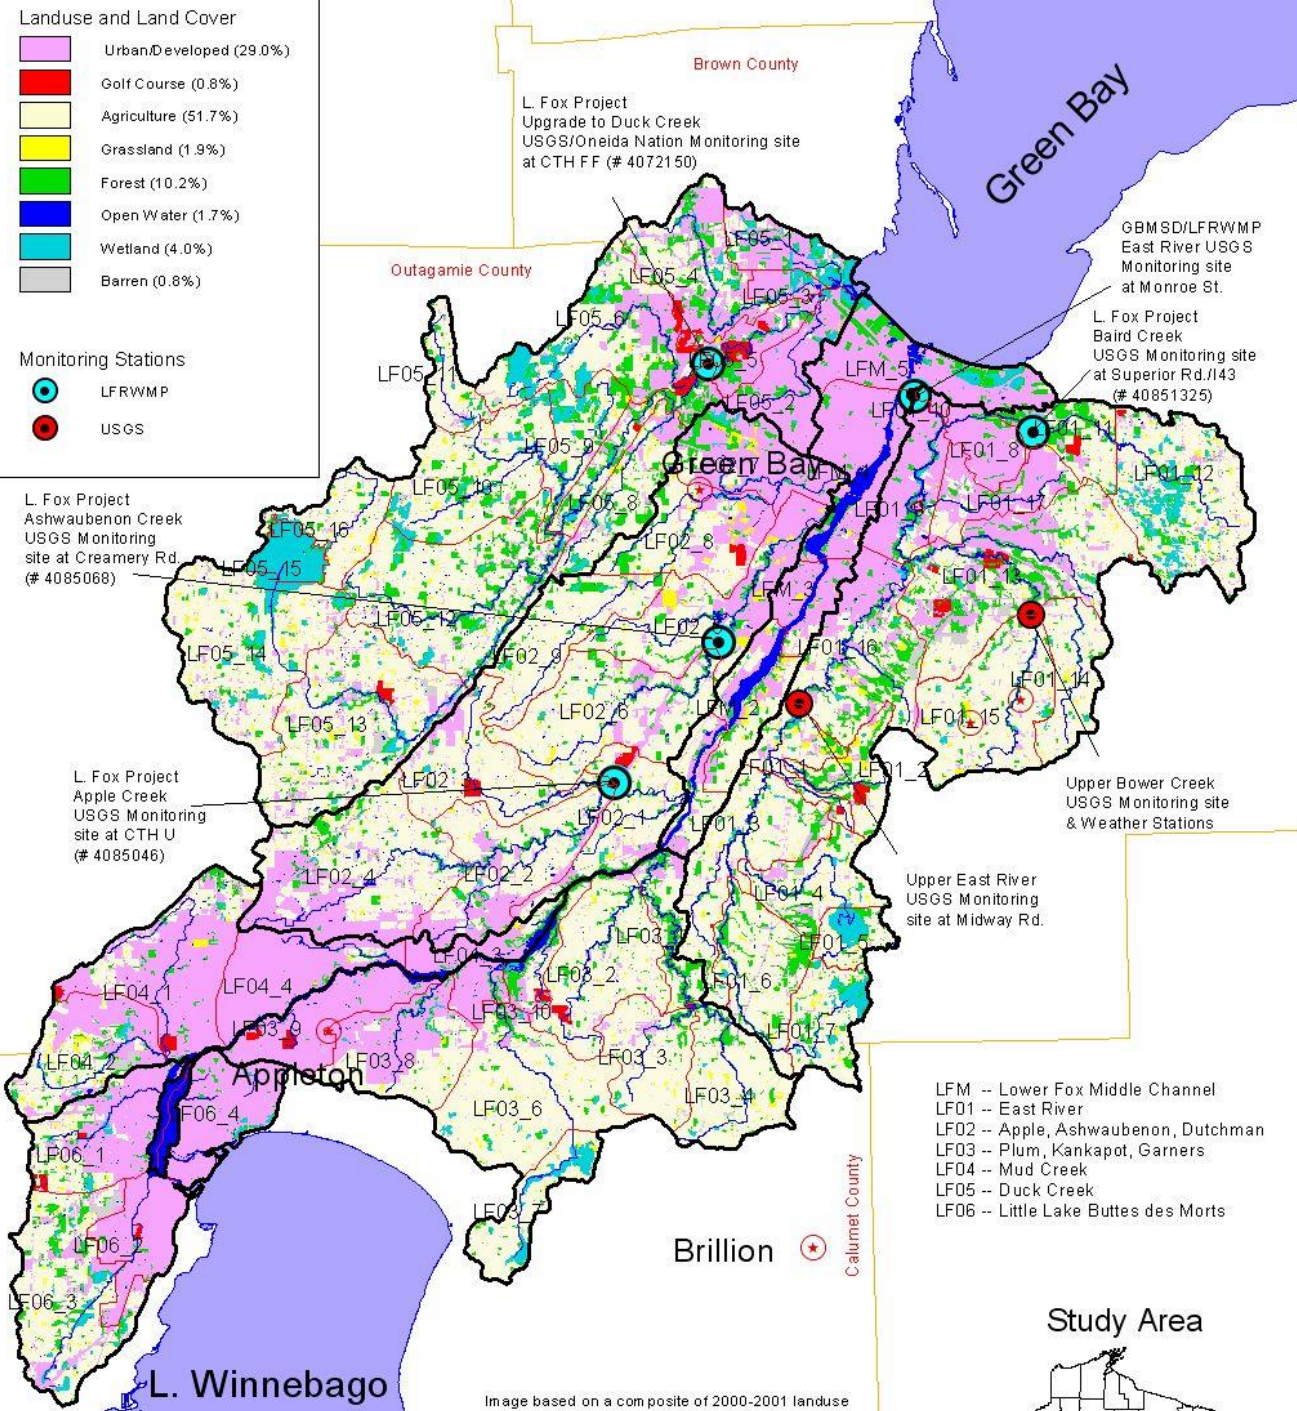 Landuse and Land Cover
Urban/Developed (29.0%)
Golf Course (0.8%)
Agriculture (51.7%)
Grassland (1.9%)
Forest (10.2%)
Open Water (1.7%)
Wetland (4.0%)
Barren (0.8%)
Monitoring Stations
LFRWMP
USGS
Brown County
L. Fox Project
Upgrade to Duck Creek
USGS/Oneida Nation Monitoring site
at CTH FF (# 4072150)
Green Bay
GBMSD/LFRWMP
East River USGS
Monitoring site
at Monroe St.
Outagamie County
L. Fox Project
Baird Creek
USGS Monitoring site
at Superior Rd./I43
(# 40851325)
LF05_1
LF05_4
LF05_3
LF05_6
LF05_11
LFM_5
LF05_2
LF05_9
Green Bay
LF01_8
LF01_11
LF01_12
LF05_10
LF05_8
LF01_17
L. Fox Project
Ashwaubenon Creek
USGS Monitoring
site at Creamery Rd.
(# 4085068)
LF05_16
LF02_8
LF05_15
LF01_13
LFM_3
LF05_12
LF02
LF05_14
LF02_9
LF01_16
LF01_14
LF02_6
LFM_2
LF01_15
LF05_13
L. Fox Project
Apple Creek
USGS Monitoring
site at CTH U
(# 4085046)
LF02_3
LF01_1
LF01_2
LF02_1
LF01_3
Upper Bower Creek
USGS Monitoring site
& Weather Stations
LF02_4
LF02_2
LF01_4
Upper East River
USGS Monitoring
site at Midway Rd.
LF03_1
LF01_5
LF04_3
LF04_1
LF04_4
LF03_2
LF01_6
LF03_10
LF03_9
LF01_7
LF04_2
LF03_8
LF03_3
Appleton
LF03_4
LF03_6
F06_4
LF06_1
LF03_7
LF06_2
LF06_3
LFM -- Lower Fox Middle Channel
LF01 -- East River
LF02 -- Apple, Ashwaubenon, Dutchman
LF03 -- Plum, Kankapot, Garners
LF04 -- Mud Creek
LF05 -- Duck Creek
LF06 -- Little Lake Buttes des Morts
Brillion
Calumet County
Study Area
L. Winnebago
Image based on a composite of 2000-2001 landuse